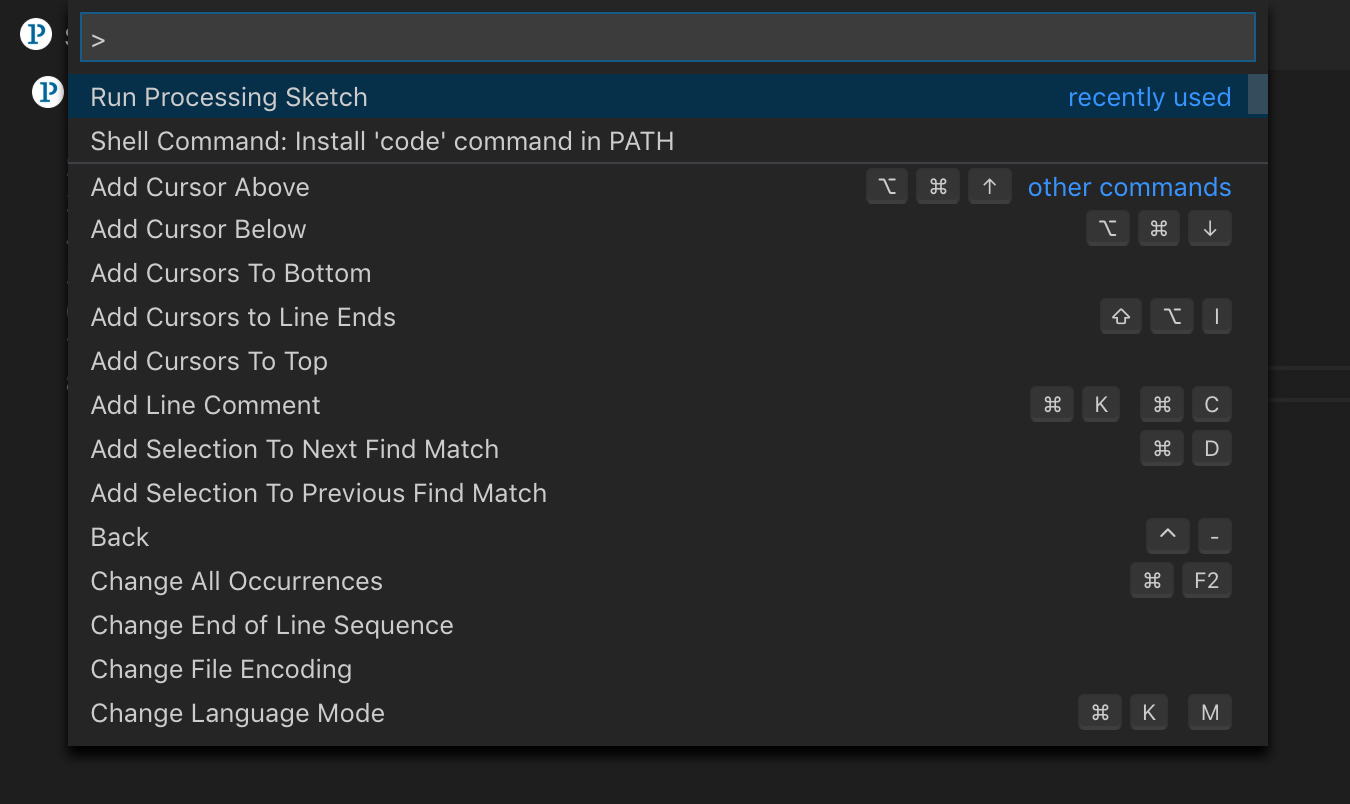 >
Run Processing Sketch recently used
Shell Command: Install 'code' command in PATH
Add Cursor Above ⌥ ⌘ ↑ other commands
Add Cursor Below ⌥ ⌘ ↓
Add Cursors To Bottom
Add Cursors to Line Ends ⇧ ⌥ I
Add Cursors To Top
Add Line Comment ⌘ K ⌘ C
Add Selection To Next Find Match ⌘ D
Add Selection To Previous Find Match
Back ^ -
Change All Occurrences ⌘ F2
Change End of Line Sequence
Change File Encoding
Change Language Mode ⌘ K M
P
P